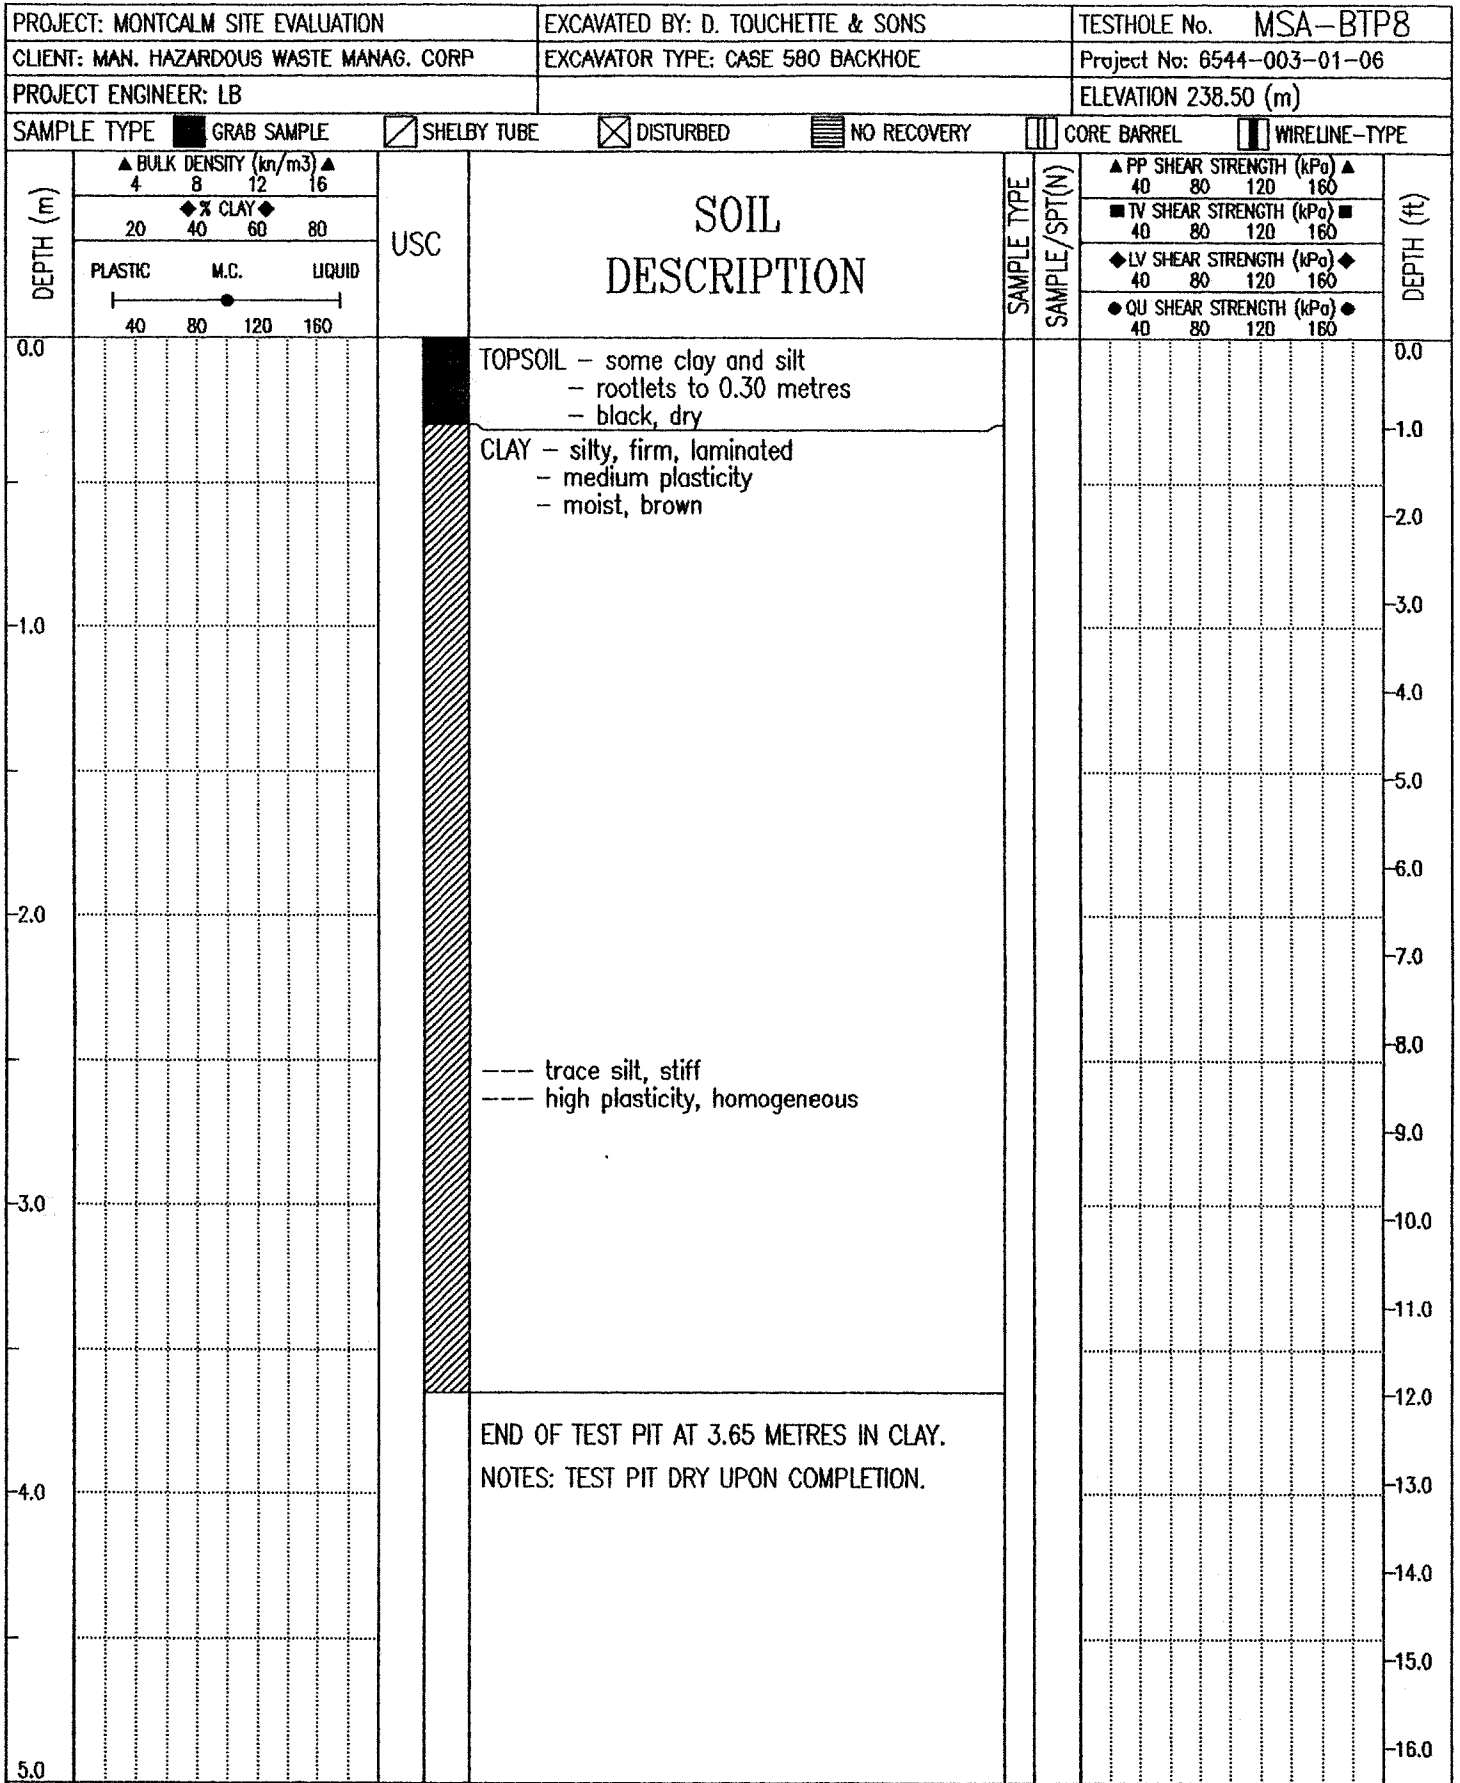 PROJECT: MONTCALM SITE EVALUATION
EXCAVATED BY: D. TOUCHETTE & SONS
TESTHOLE No. MSA-BTP8
CLIENT: MAN. HAZARDOUS WASTE MANAG. CORP
EXCAVATOR TYPE: CASE 580 BACKHOE
Project No: 6544-003-01-06
PROJECT ENGINEER: LB
ELEVATION 238.50 (m)
SAMPLE TYPE
GRAB SAMPLE
SHELBY TUBE
DISTURBED
NO RECOVERY
CORE BARREL
WIRELINE-TYPE
DEPTH (m)
▲ BULK DENSITY (kn/m3) ▲
4 8 12 16
◆ % CLAY ◆
20 40 60 80
PLASTIC M.C. LIQUID
40 80 120 160
USC
SOIL
DESCRIPTION
SAMPLE TYPE
SAMPLE/SPT(N)
▲ PP SHEAR STRENGTH (kPa) ▲
40 80 120 160
■ TV SHEAR STRENGTH (kPa) ■
40 80 120 160
◆ LV SHEAR STRENGTH (kPa) ◆
40 80 120 160
● QU SHEAR STRENGTH (kPa) ●
40 80 120 160
DEPTH (ft)
0.0
1.0
2.0
3.0
4.0
5.0
TOPSOIL – some clay and silt
– rootlets to 0.30 metres
– black, dry
CLAY – silty, firm, laminated
– medium plasticity
– moist, brown
--- trace silt, stiff
--- high plasticity, homogeneous
END OF TEST PIT AT 3.65 METRES IN CLAY.
NOTES: TEST PIT DRY UPON COMPLETION.
0.0
1.0
2.0
3.0
4.0
5.0
6.0
7.0
8.0
9.0
10.0
11.0
12.0
13.0
14.0
15.0
16.0